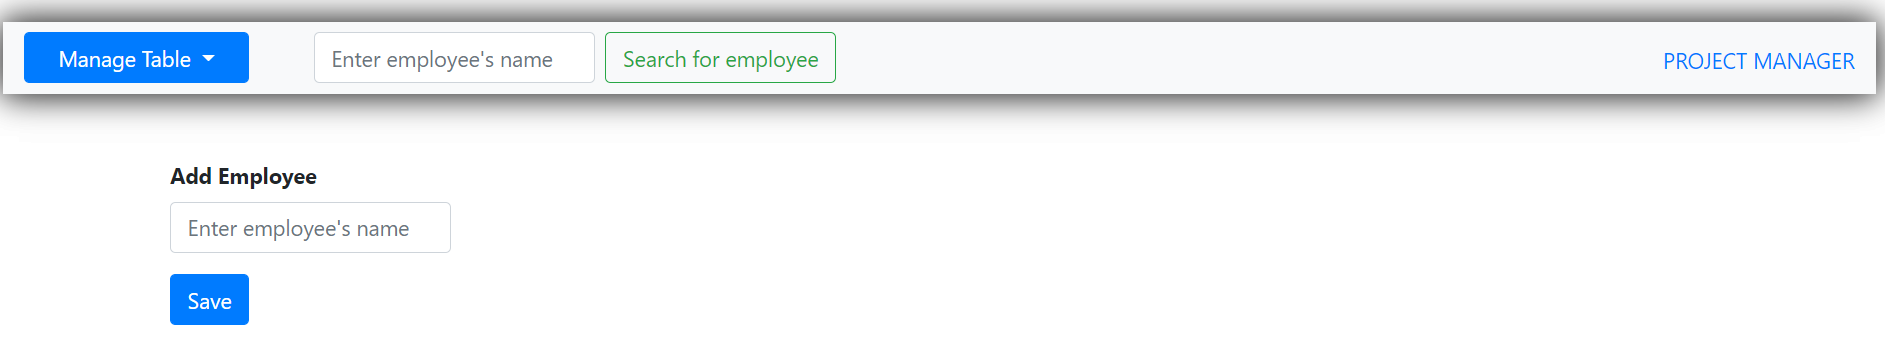 Manage Table
Enter employee's name
Search for employee
PROJECT MANAGER
Add Employee
Enter employee's name
Save